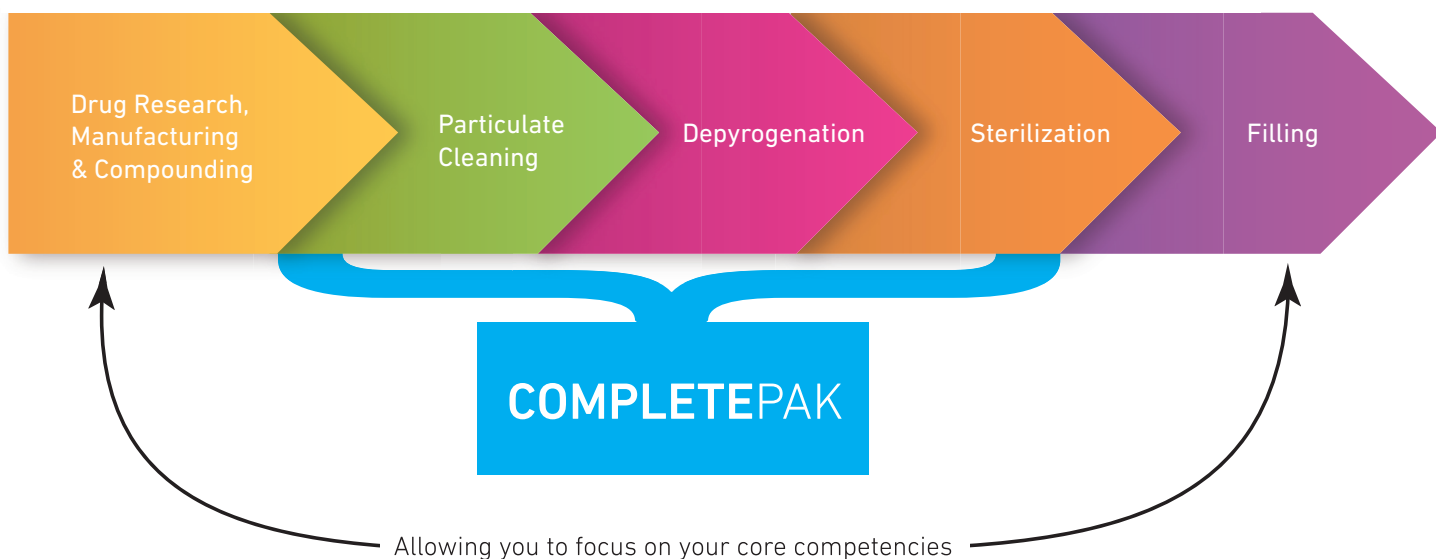 Drug Research,
Manufacturing
& Compounding
Particulate
Cleaning
Depyrogenation
Sterilization
Filling
COMPLETEPAK
Allowing you to focus on your core competencies